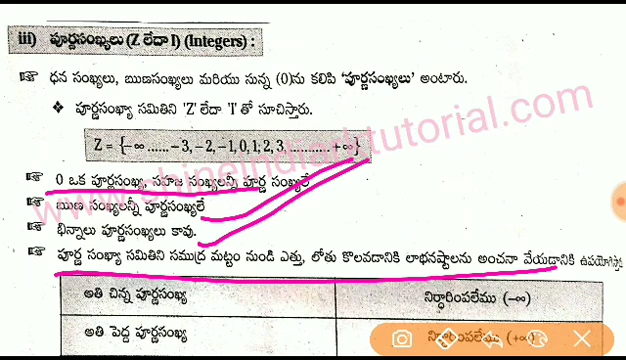 iii) పూర్ణసంఖ్యలు (Z లేదా I) (Integers) :
☞ ధన సంఖ్యలు, ఋణసంఖ్యలు మరియు సున్న (0)ను కలిపి 'పూర్ణసంఖ్యలు' అంటారు.
❖ పూర్ణసంఖ్యా సమితిని 'Z' లేదా 'I' తో సూచిస్తారు.
Z = {-∞ ...... -3, -2, -1, 0, 1, 2, 3, ........... +∞}
☞ 0 ఒక పూర్ణసంఖ్య, సహజ సంఖ్యలన్నీ పూర్ణ సంఖ్యలే
☞ ఋణ సంఖ్యలన్నీ పూర్ణసంఖ్యలే
☞ భిన్నాలు పూర్ణసంఖ్యలు కావు.
☞ పూర్ణ సంఖ్యా సమితిని సముద్ర మట్టం నుండి ఎత్తు, లోతు కొలవడానికి లాభనష్టాలను అంచనా వేయడానికి ఉపయోగిస్తా
అతి చిన్న పూర్ణసంఖ్య నిర్ధారింపలేము (-∞)
అతి పెద్ద పూర్ణసంఖ్య నిర్ధారింపలేము (+∞)